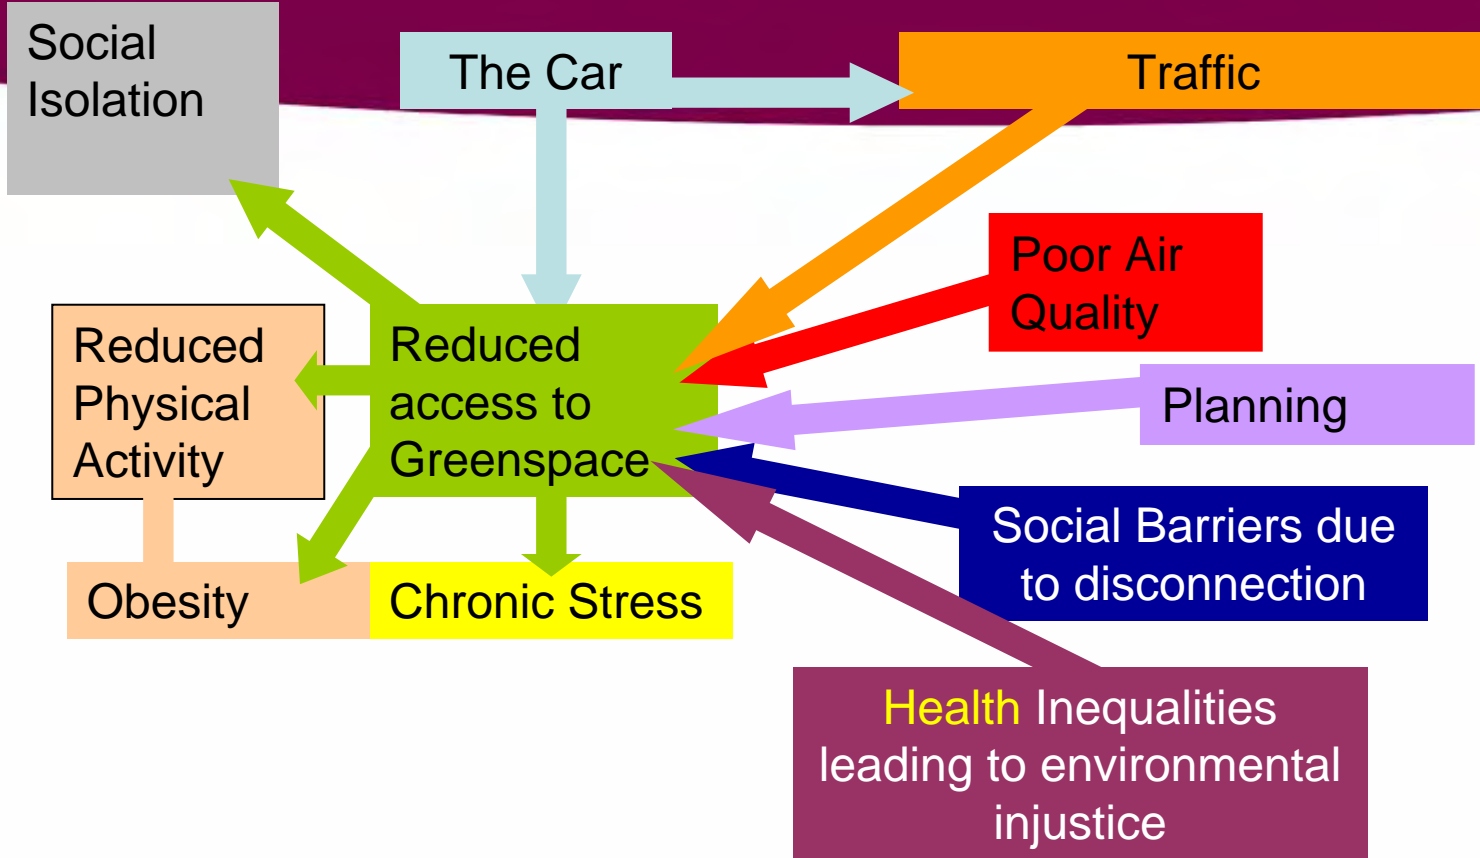 Social
Isolation
The Car
Traffic
Poor Air
Quality
Reduced
Physical
Activity
Reduced
access to
Greenspace
Planning
Social Barriers due
to disconnection
Obesity
Chronic Stress
Health Inequalities
leading to environmental
injustice